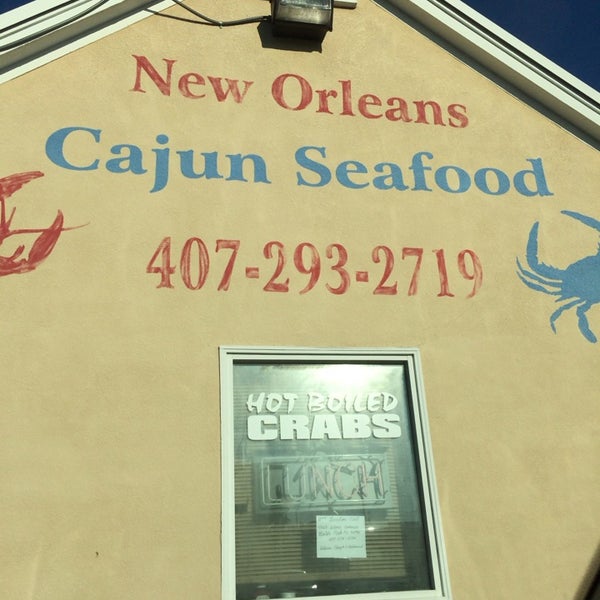 New Orleans
Cajun Seafood
407-293-2719
HOT BOILED
CRABS
LUNCH